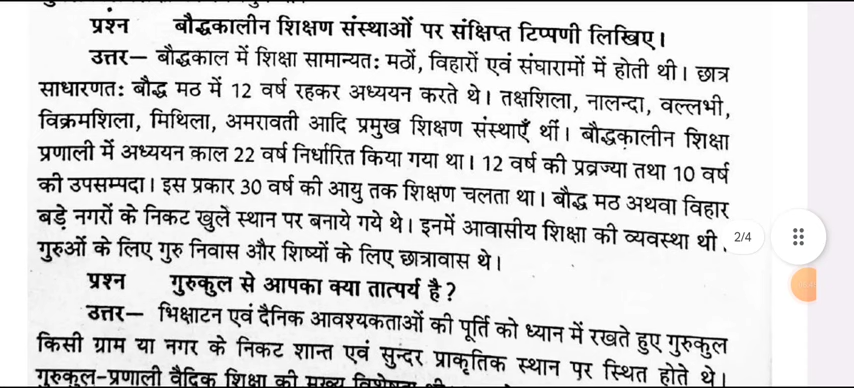 प्रश्न बौद्धकालीन शिक्षण संस्थाओं पर संक्षिप्त टिप्पणी लिखिए।
उत्तर— बौद्धकाल में शिक्षा सामान्यतः मठों, विहारों एवं संघारामों में होती थी। छात्र
साधारणतः बौद्ध मठ में 12 वर्ष रहकर अध्ययन करते थे। तक्षशिला, नालन्दा, वल्लभी,
विक्रमशिला, मिथिला, अमरावती आदि प्रमुख शिक्षण संस्थाएँ थीं। बौद्धकालीन शिक्षा
प्रणाली में अध्ययन काल 22 वर्ष निर्धारित किया गया था। 12 वर्ष की प्रव्रज्या तथा 10 वर्ष
की उपसम्पदा। इस प्रकार 30 वर्ष की आयु तक शिक्षण चलता था। बौद्ध मठ अथवा विहार
बड़े नगरों के निकट खुले स्थान पर बनाये गये थे। इनमें आवासीय शिक्षा की व्यवस्था थी
2/4
गुरुओं के लिए गुरु निवास और शिष्यों के लिए छात्रावास थे।
प्रश्न गुरुकुल से आपका क्या तात्पर्य है?
उत्तर— भिक्षाटन एवं दैनिक आवश्यकताओं की पूर्ति को ध्यान में रखते हुए गुरुकुल
किसी ग्राम या नगर के निकट शान्त एवं सुन्दर प्राकृतिक स्थान पर स्थित होते थे।
गुरुकुल-प्रणाली वैदिक शिक्षा की मुख्य